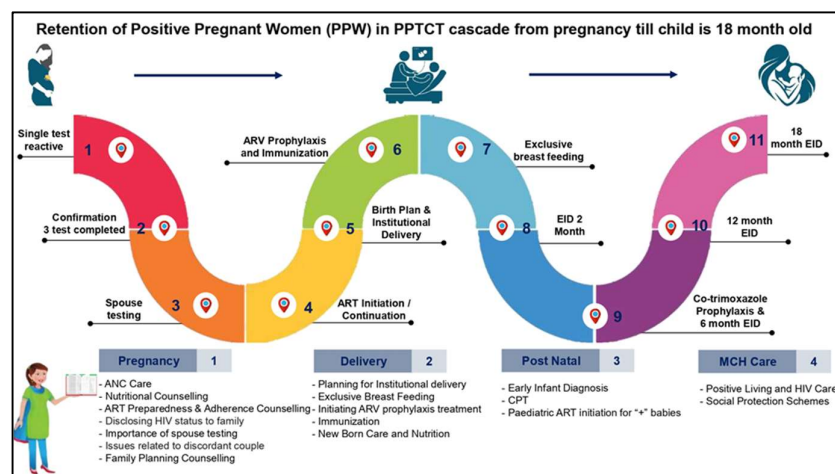 Retention of Positive Pregnant Women (PPW) in PPTCT cascade from pregnancy till child is 18 month old
Single test
reactive
1
Confirmation
3 test completed
2
Spouse
testing
3
4
ART Initiation /
Continuation
5
Birth Plan &
Institutional
Delivery
ARV Prophylaxis
and Immunization
6
7
Exclusive
breast feeding
8
EID 2
Month
9
Co-trimoxazole
Prophylaxis &
6 month EID
10
12 month
EID
11
18
month EID
Pregnancy 1
- ANC Care
- Nutritional Counselling
- ART Preparedness & Adherence Counselling
- Disclosing HIV status to family
- Importance of spouse testing
- Issues related to discordant couple
- Family Planning Counselling
Delivery 2
- Planning for Institutional delivery
- Exclusive Breast Feeding
- Initiating ARV prophylaxis treatment
- Immunization
- New Born Care and Nutrition
Post Natal 3
- Early Infant Diagnosis
- CPT
- Paediatric ART initiation for "+" babies
MCH Care 4
- Positive Living and HIV Care
- Social Protection Schemes